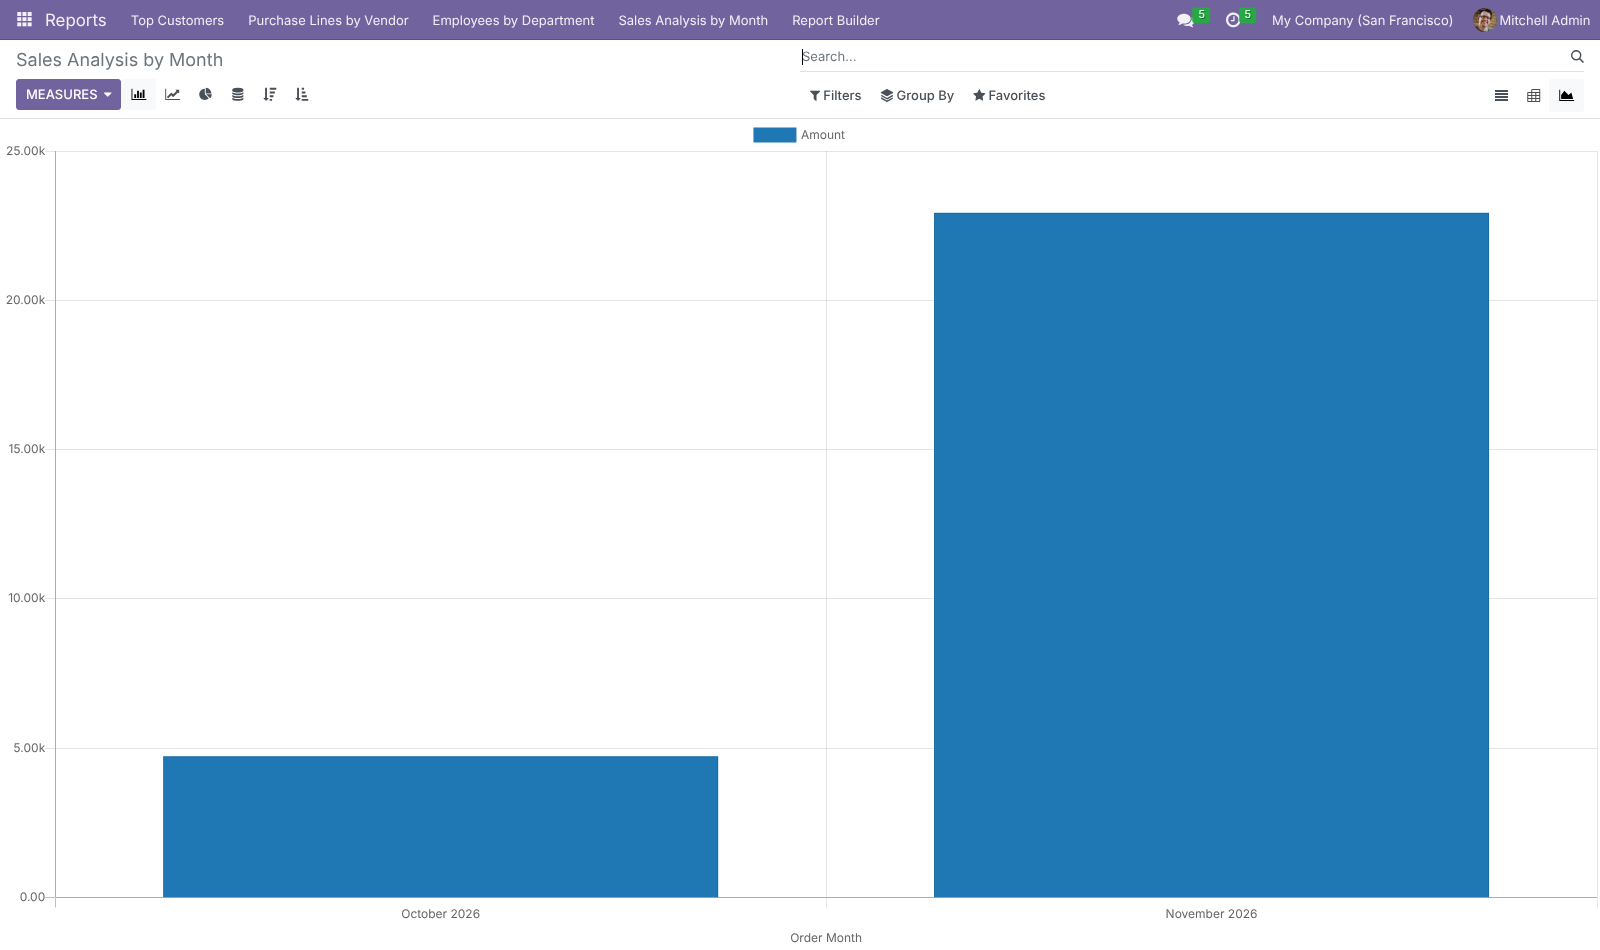 Reports Top Customers Purchase Lines by Vendor Employees by Department Sales Analysis by Month Report Builder 5 5 My Company (San Francisco) Mitchell Admin
Sales Analysis by Month
Search...
MEASURES
Filters Group By Favorites
Amount
25.00k
20.00k
15.00k
10.00k
5.00k
0.00
October 2026 November 2026
Order Month